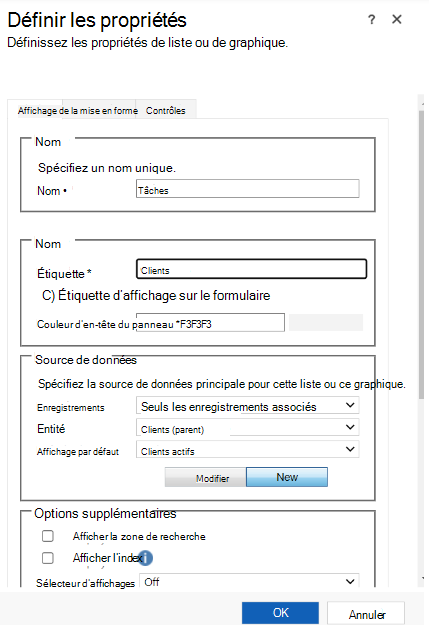 Définir les propriétés
? ×
Définissez les propriétés de liste ou de graphique.
Affichage de la mise en forme Contrôles
Nom
Spécifiez un nom unique.
Nom • Tâches
Nom
Étiquette * Clients
C) Étiquette d'affichage sur le formulaire
Couleur d'en-tête du panneau *F3F3F3
Source de données
Spécifiez la source de données principale pour cette liste ou ce graphique.
Enregistrements Seuls les enregistrements associés
Entité Clients (parent)
Affichage par défaut Clients actifs
Modifier New
Options supplémentaires
Afficher la zone de recherche
Afficher l'index i
Sélecteur d'affichages Off
OK Annuler